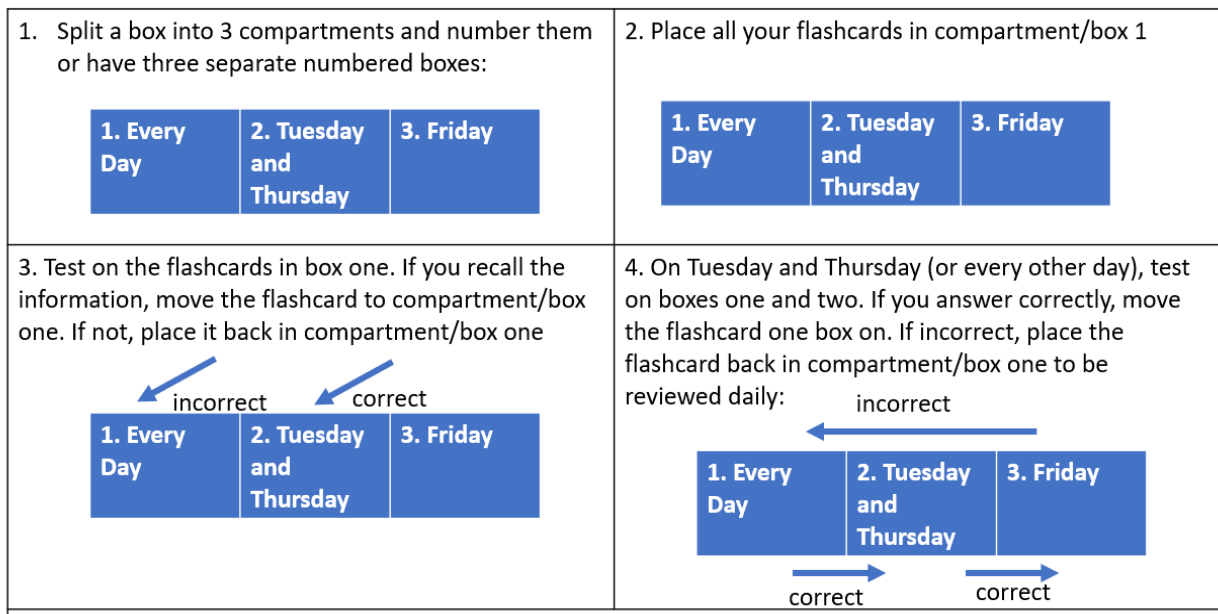 1. Split a box into 3 compartments and number them
or have three separate numbered boxes:
1. Every
Day
2. Tuesday
and
Thursday
3. Friday
2. Place all your flashcards in compartment/box 1
1. Every
Day
2. Tuesday
and
Thursday
3. Friday
3. Test on the flashcards in box one. If you recall the
information, move the flashcard to compartment/box
one. If not, place it back in compartment/box one
incorrect
correct
1. Every
Day
2. Tuesday
and
Thursday
3. Friday
4. On Tuesday and Thursday (or every other day), test
on boxes one and two. If you answer correctly, move
the flashcard one box on. If incorrect, place the
flashcard back in compartment/box one to be
reviewed daily:
incorrect
1. Every
Day
2. Tuesday
and
Thursday
3. Friday
correct
correct